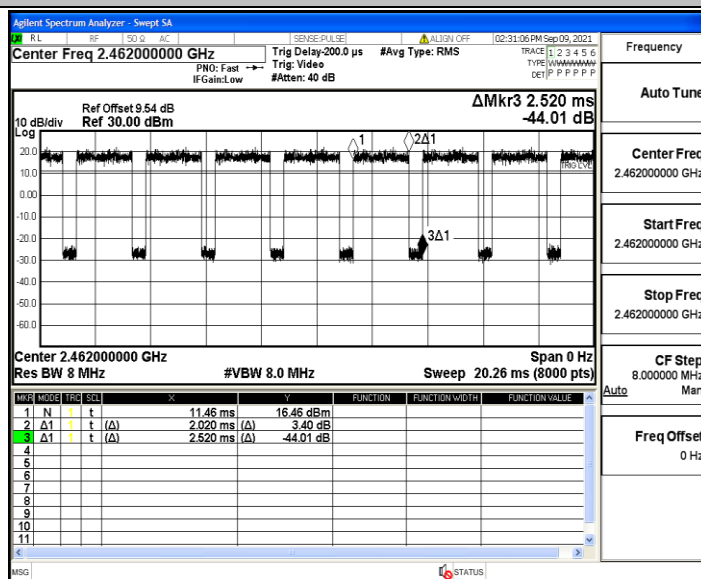 Agilent Spectrum Analyzer - Swept SA
RL RF 50 Ω AC SENSE:PULSE ALIGN OFF 02:31:06 PM Sep 09, 2021
Center Freq 2.462000000 GHz
PNO: Fast
IFGain:Low
Trig Delay-200.0 µs
Trig: Video
#Atten: 40 dB
#Avg Type: RMS
TRACE 1 2 3 4 5 6
TYPE WWWWWW
DET P P P P P P
Ref Offset 9.54 dB
Ref 30.00 dBm
10 dB/div
Log
ΔMkr3 2.520 ms
-44.01 dB
20.0
10.0
0.00
-10.0
-20.0
-30.0
-40.0
-50.0
-60.0
1
2Δ1
3Δ1
TRIG LVL
Center 2.462000000 GHz
Span 0 Hz
Res BW 8 MHz
#VBW 8.0 MHz
Sweep 20.26 ms (8000 pts)
MKR MODE TRC SCL X Y FUNCTION FUNCTION WIDTH FUNCTION VALUE
1 N 1 t 11.46 ms 16.46 dBm
2 Δ1 1 t (Δ) 2.020 ms (Δ) 3.40 dB
3 Δ1 1 t (Δ) 2.520 ms (Δ) -44.01 dB
4
5
6
7
8
9
10
11
MSG
STATUS
Frequency
Auto Tune
Center Freq
2.462000000 GHz
Start Freq
2.462000000 GHz
Stop Freq
2.462000000 GHz
CF Step
8.000000 MHz
Auto Man
Freq Offset
0 Hz